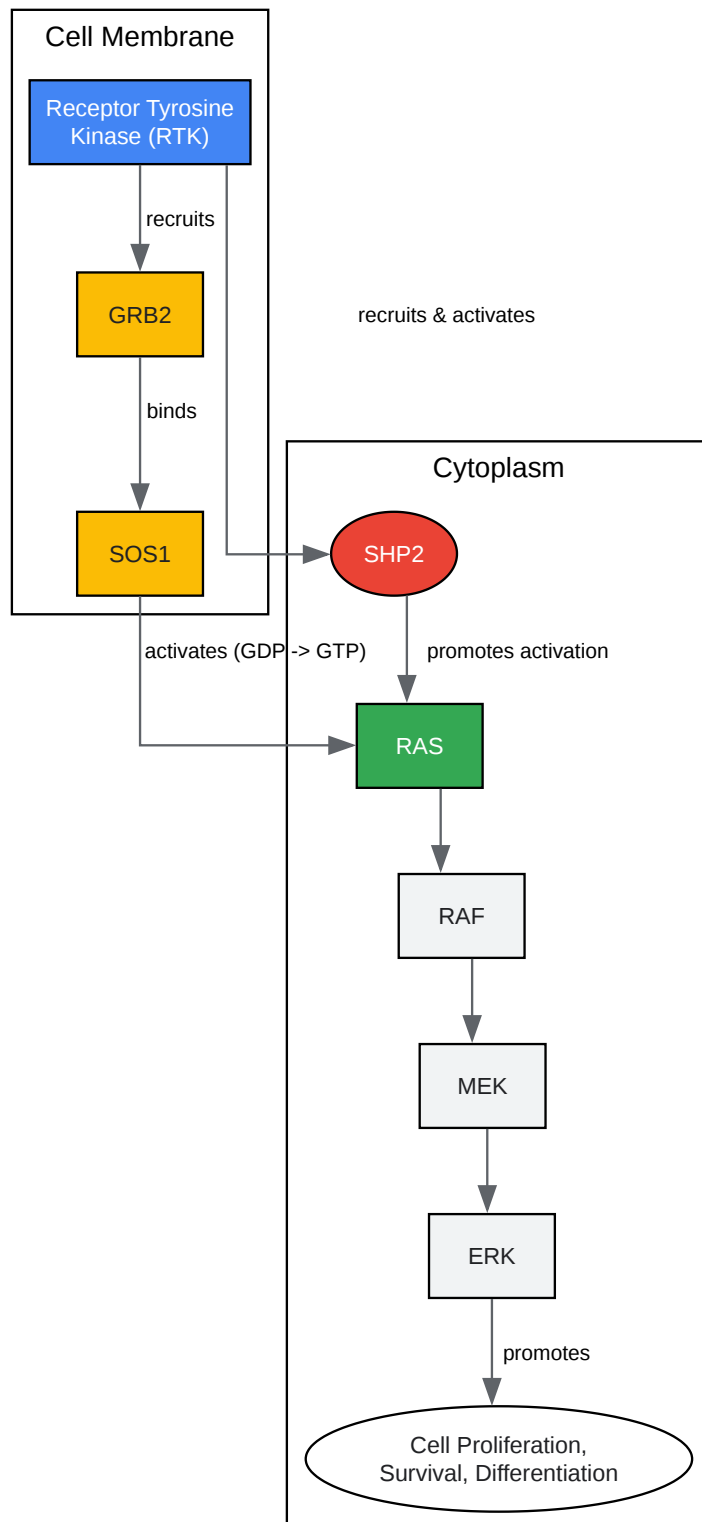 Cell Membrane
Receptor Tyrosine
Kinase (RTK)
recruits
GRB2
recruits & activates
binds
Cytoplasm
SOS1
SHP2
activates (GDP -> GTP)
promotes activation
RAS
RAF
MEK
ERK
promotes
Cell Proliferation,
Survival, Differentiation